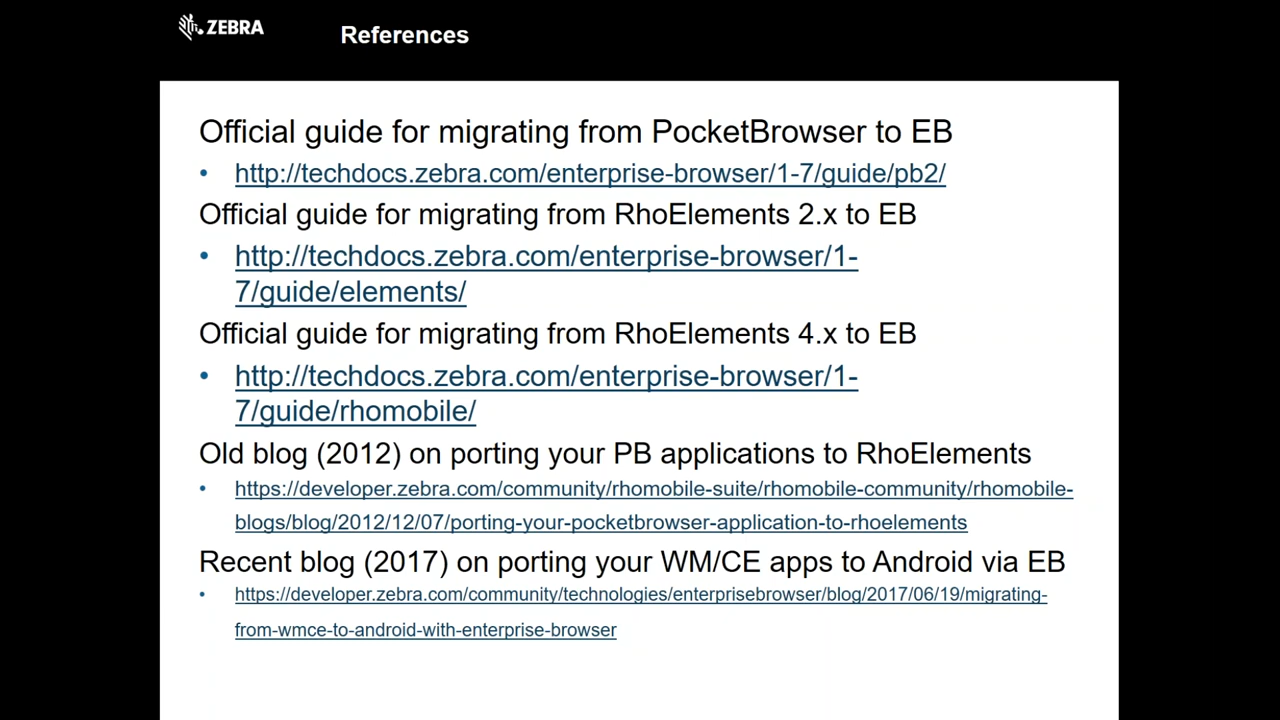 ZEBRA
References
Official guide for migrating from PocketBrowser to EB
• http://techdocs.zebra.com/enterprise-browser/1-7/guide/pb2/
Official guide for migrating from RhoElements 2.x to EB
• http://techdocs.zebra.com/enterprise-browser/1-
7/guide/elements/
Official guide for migrating from RhoElements 4.x to EB
• http://techdocs.zebra.com/enterprise-browser/1-
7/guide/rhomobile/
Old blog (2012) on porting your PB applications to RhoElements
• https://developer.zebra.com/community/rhomobile-suite/rhomobile-community/rhomobile-
blogs/blog/2012/12/07/porting-your-pocketbrowser-application-to-rhoelements
Recent blog (2017) on porting your WM/CE apps to Android via EB
• https://developer.zebra.com/community/technologies/enterprisebrowser/blog/2017/06/19/migrating-
from-wmce-to-android-with-enterprise-browser